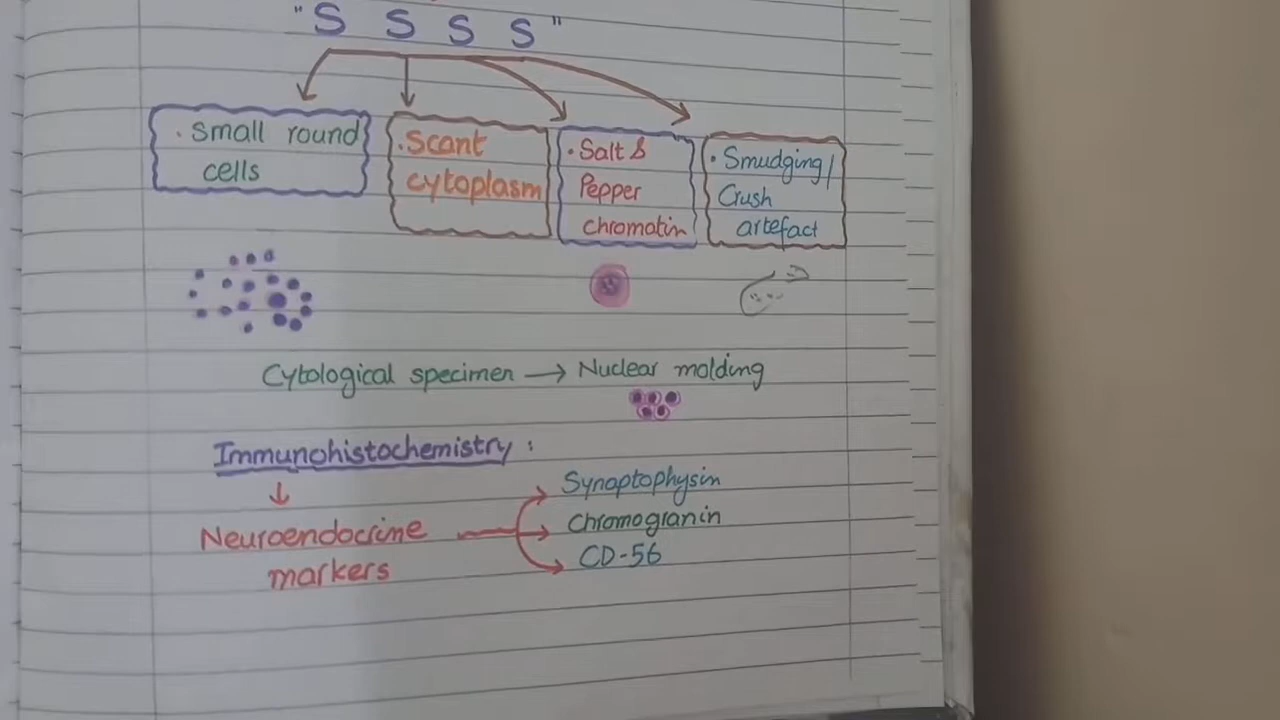 "S S S S"
. Small round
cells
. Scant
cytoplasm
. Salt &
Pepper
chromatin
. Smudging/
Crush
artefact
Cytological specimen → Nuclear molding
Immunohistochemistry :
↓
Neuroendocrine
markers
Synaptophysin
Chromogranin
CD-56